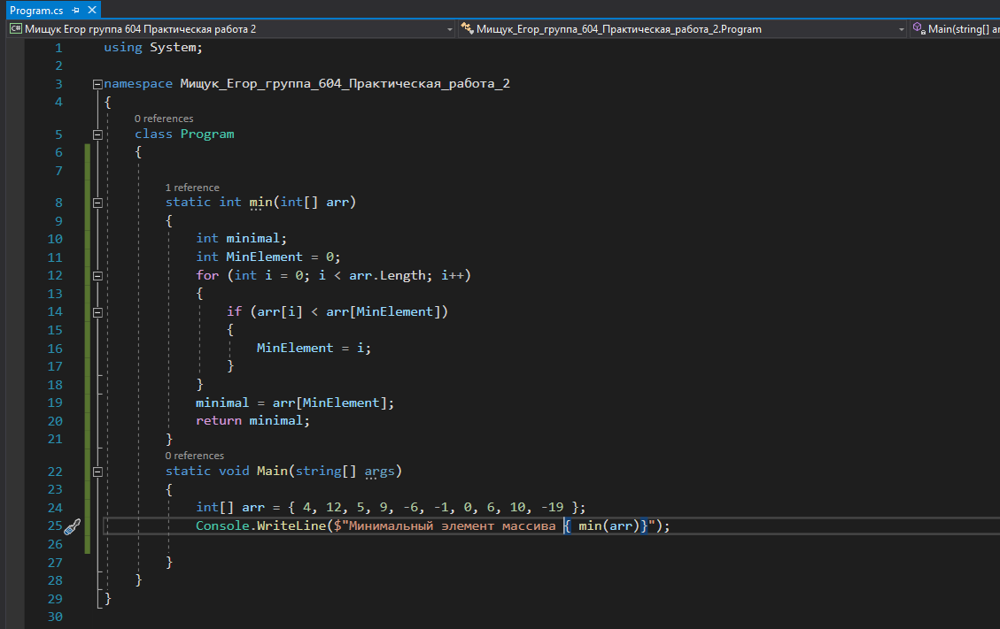 Program.cs
C# Мищук Егор группа 604 Практическая работа 2 Мищук_Егор_группа_604_Практическая_работа_2.Program Main(string[] ar
1 using System;
2
3 namespace Мищук_Егор_группа_604_Практическая_работа_2
4 {
0 references
5 class Program
6 {
7
1 reference
8 static int min(int[] arr)
9 {
10 int minimal;
11 int MinElement = 0;
12 for (int i = 0; i < arr.Length; i++)
13 {
14 if (arr[i] < arr[MinElement])
15 {
16 MinElement = i;
17 }
18 }
19 minimal = arr[MinElement];
20 return minimal;
21 }
0 references
22 static void Main(string[] args)
23 {
24 int[] arr = { 4, 12, 5, 9, -6, -1, 0, 6, 10, -19 };
25 Console.WriteLine($"Минимальный элемент массива { min(arr)}");
26
27 }
28 }
29 }
30